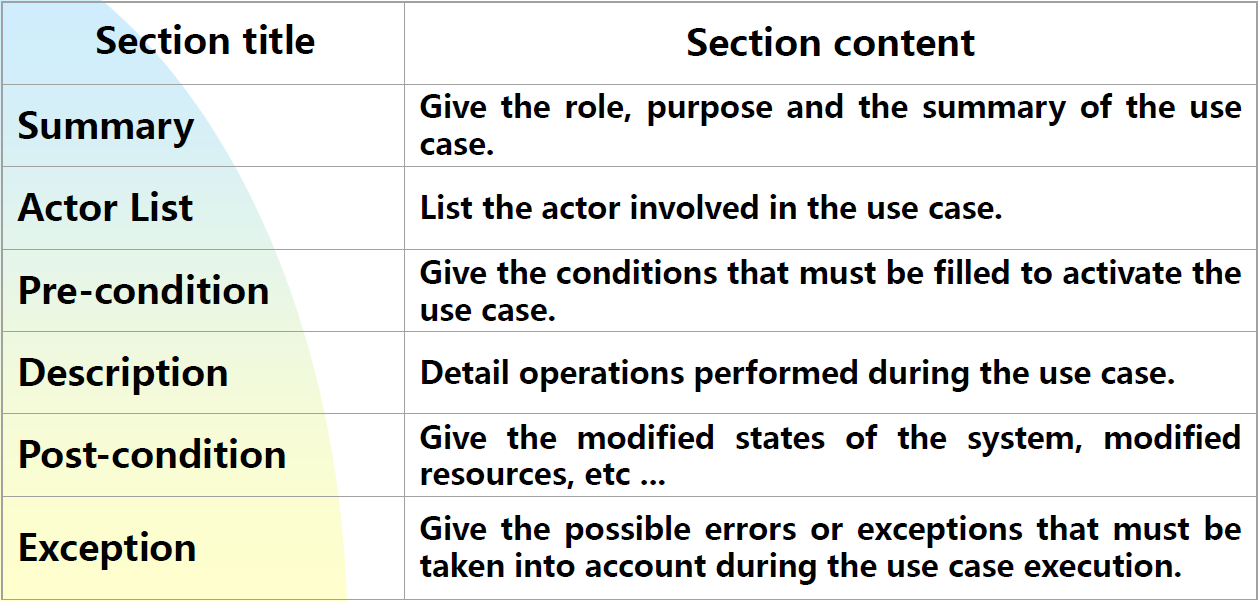 Section title
Section content
Summary
Give the role, purpose and the summary of the use
case.
Actor List
List the actor involved in the use case.
Pre-condition
Give the conditions that must be filled to activate the
use case.
Description
Detail operations performed during the use case.
Post-condition
Give the modified states of the system, modified
resources, etc ...
Exception
Give the possible errors or exceptions that must be
taken into account during the use case execution.